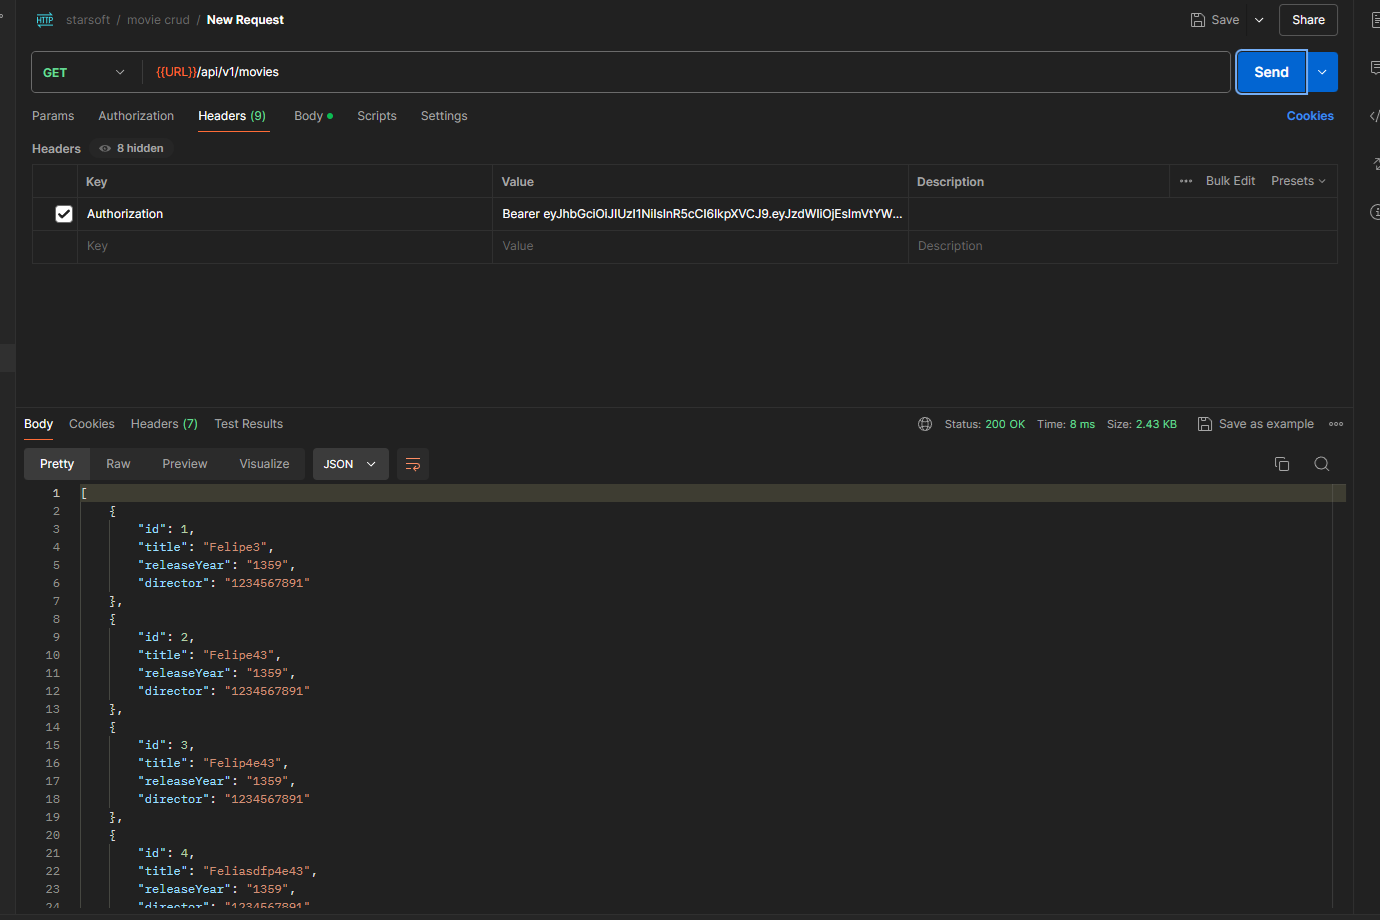 HTTP starsoft / movie crud / New Request Save Share
GET {{URL}}/api/v1/movies Send
Params Authorization Headers (9) Body Scripts Settings Cookies
Headers 8 hidden
Key Value Description ••• Bulk Edit Presets
Authorization Bearer eyJhbGciOiJIUzI1NiIsInR5cCI6IkpXVCJ9.eyJzdWIiOjEsImVtYW...
Key Value Description
Body Cookies Headers (7) Test Results Status: 200 OK Time: 8 ms Size: 2.43 KB Save as example
Pretty Raw Preview Visualize JSON
1 [
2 {
3 "id": 1,
4 "title": "Felipe3",
5 "releaseYear": "1359",
6 "director": "1234567891"
7 },
8 {
9 "id": 2,
10 "title": "Felipe43",
11 "releaseYear": "1359",
12 "director": "1234567891"
13 },
14 {
15 "id": 3,
16 "title": "Felip4e43",
17 "releaseYear": "1359",
18 "director": "1234567891"
19 },
20 {
21 "id": 4,
22 "title": "Feliasdfp4e43",
23 "releaseYear": "1359",
24 "director": "1234567891"